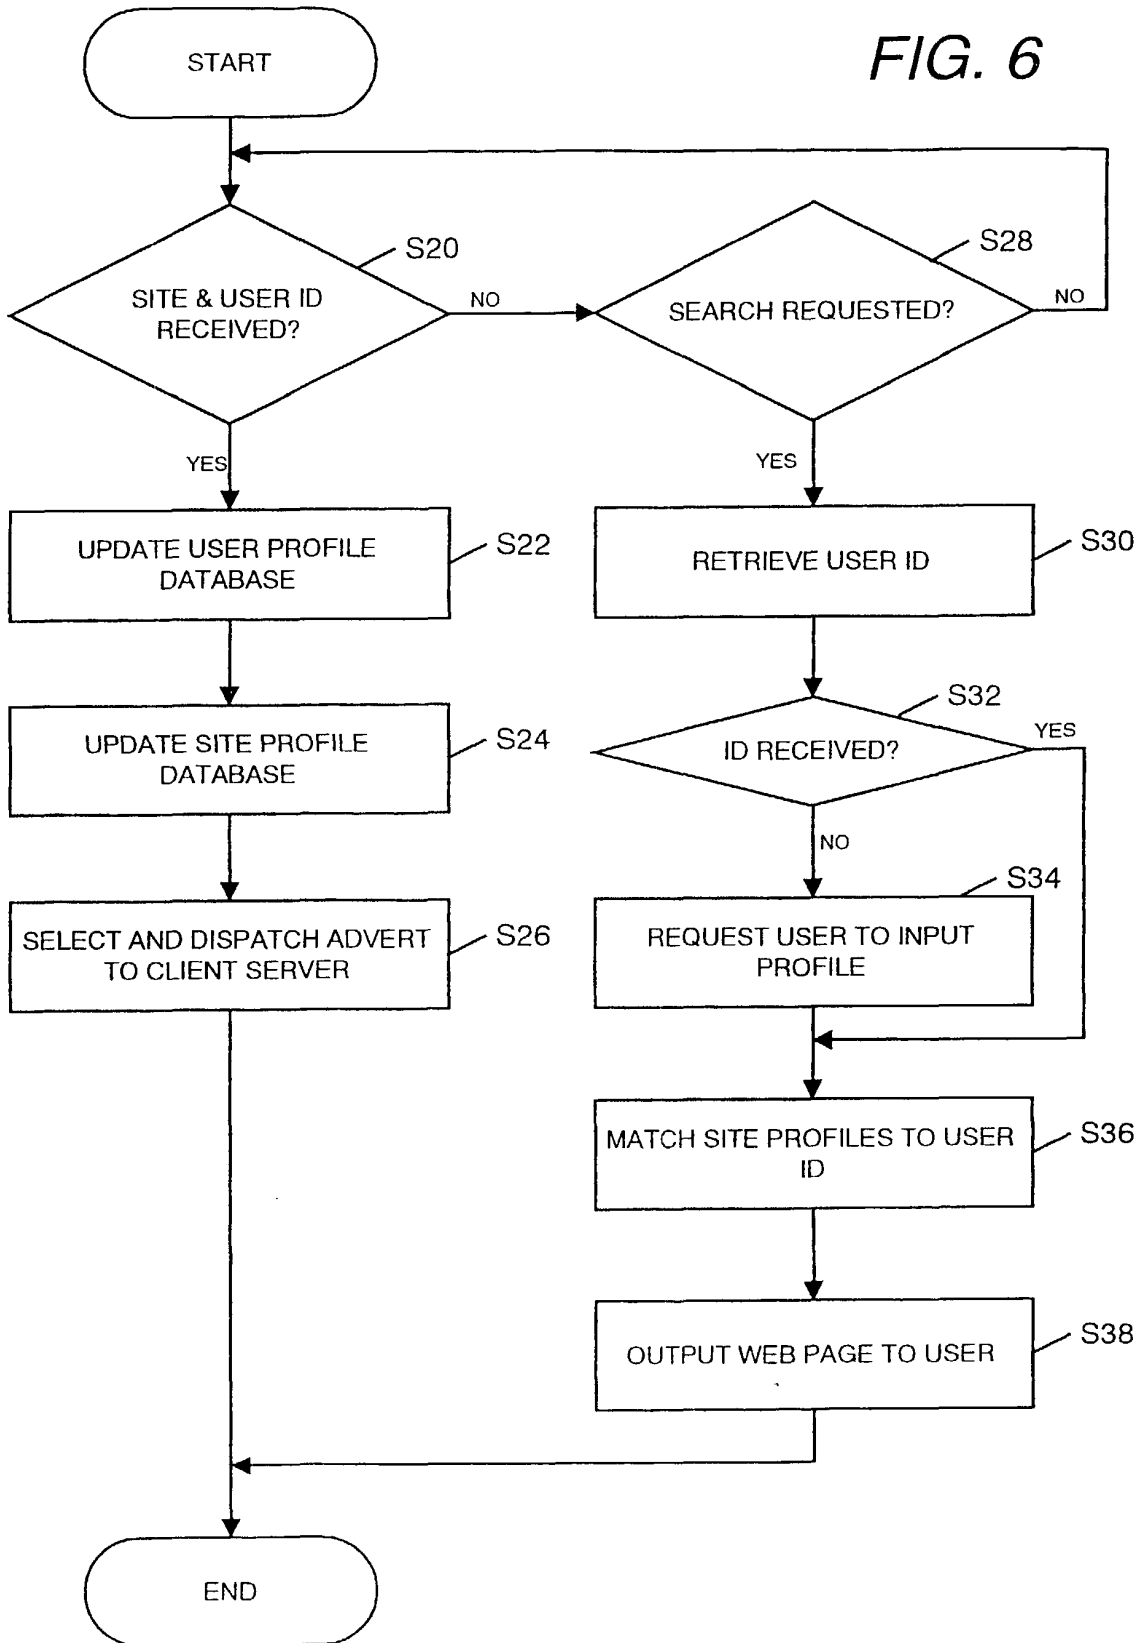 START
FIG. 6
S20
SITE & USER ID
RECEIVED?
NO
S28
SEARCH REQUESTED?
NO
YES
YES
UPDATE USER PROFILE
DATABASE
S22
RETRIEVE USER ID
S30
UPDATE SITE PROFILE
DATABASE
S24
S32
ID RECEIVED?
YES
NO
S34
SELECT AND DISPATCH ADVERT
TO CLIENT SERVER
S26
REQUEST USER TO INPUT
PROFILE
MATCH SITE PROFILES TO USER
ID
S36
OUTPUT WEB PAGE TO USER
S38
END